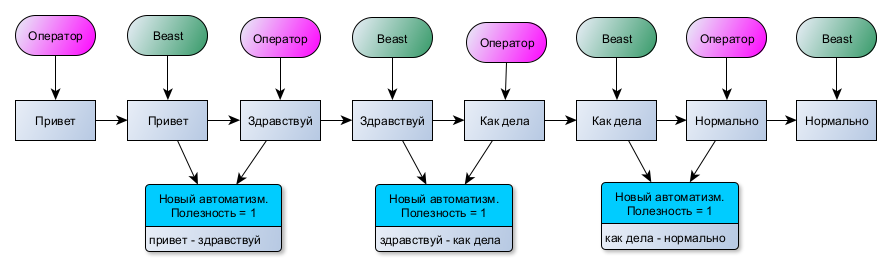 Оператор
Beast
Оператор
Beast
Оператор
Beast
Оператор
Beast
Привет
Привет
Здравствуй
Здравствуй
Как дела
Как дела
Нормально
Нормально
Новый автоматизм.
Полезность = 1
привет - здравствуй
Новый автоматизм.
Полезность = 1
здравствуй - как дела
Новый автоматизм.
Полезность = 1
как дела - нормально